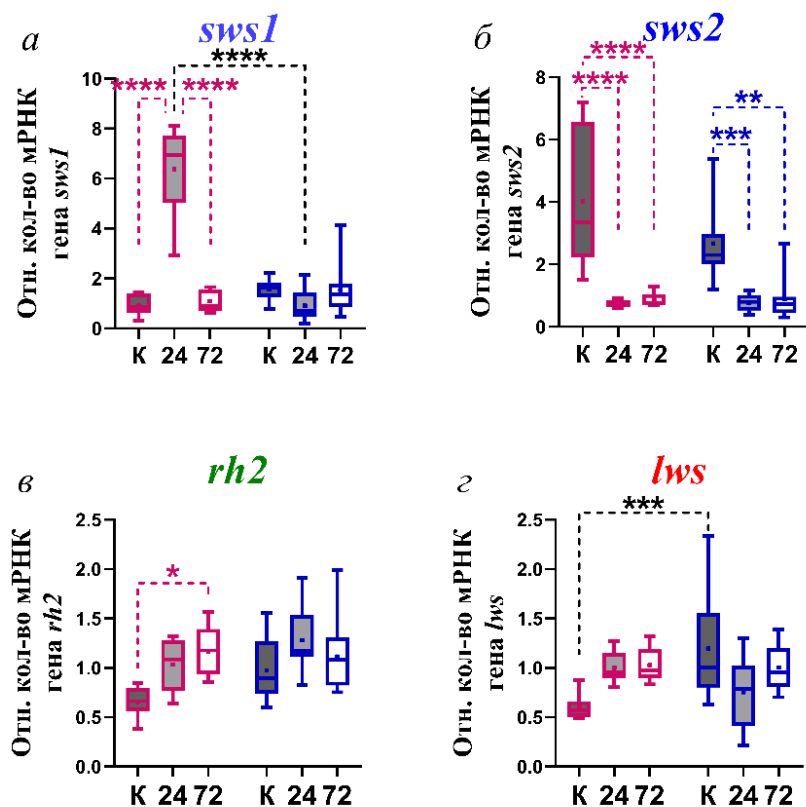 а sws1
****
**** ****
Отн. кол-во мРНК
гена sws1
10
8
6
4
2
0
К 24 72 К 24 72
б sws2
****
****
**
***
Отн. кол-во мРНК
гена sws2
8
6
4
2
0
К 24 72 К 24 72
в rh2
*
Отн. кол-во мРНК
гена rh2
2.5
2.0
1.5
1.0
0.5
0.0
К 24 72 К 24 72
г lws
***
Отн. кол-во мРНК
гена lws
2.5
2.0
1.5
1.0
0.5
0.0
К 24 72 К 24 72